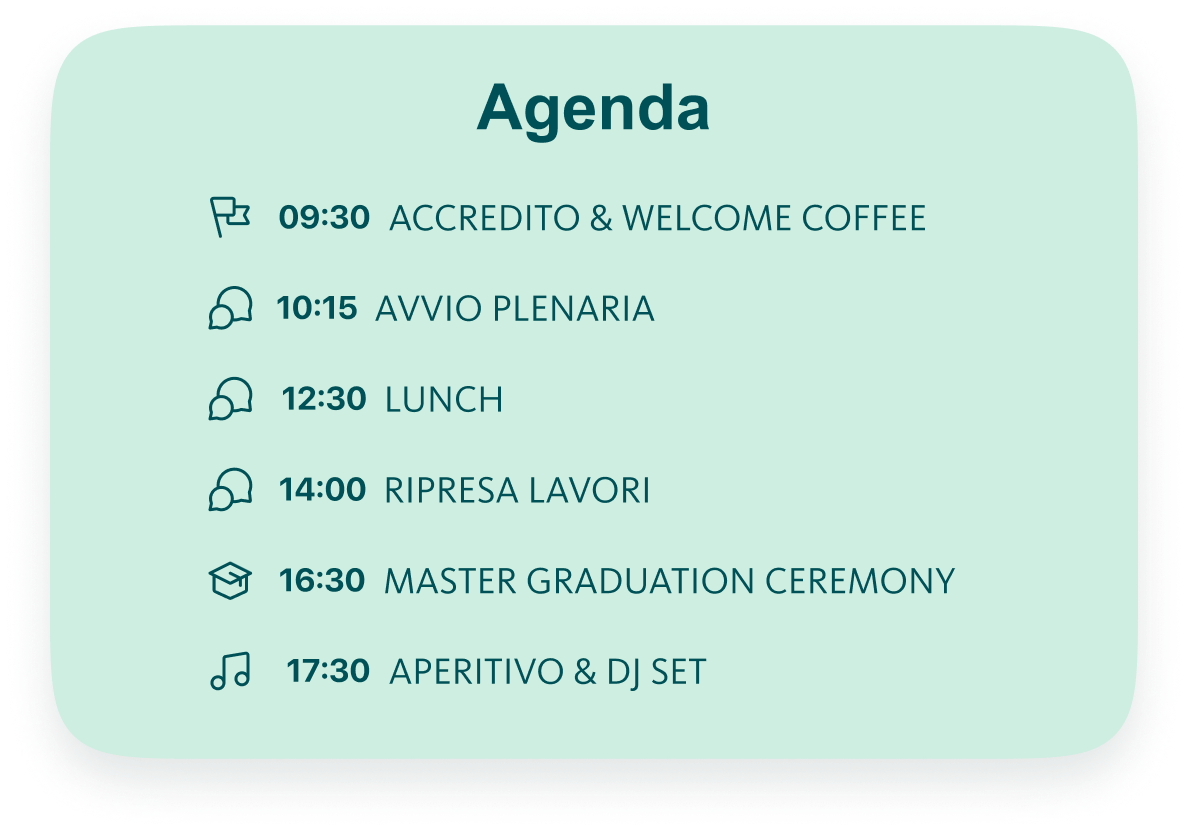 Agenda
09:30 ACCREDITO & WELCOME COFFEE
10:15 AVVIO PLENARIA
12:30 LUNCH
14:00 RIPRESA LAVORI
16:30 MASTER GRADUATION CEREMONY
17:30 APERITIVO & DJ SET